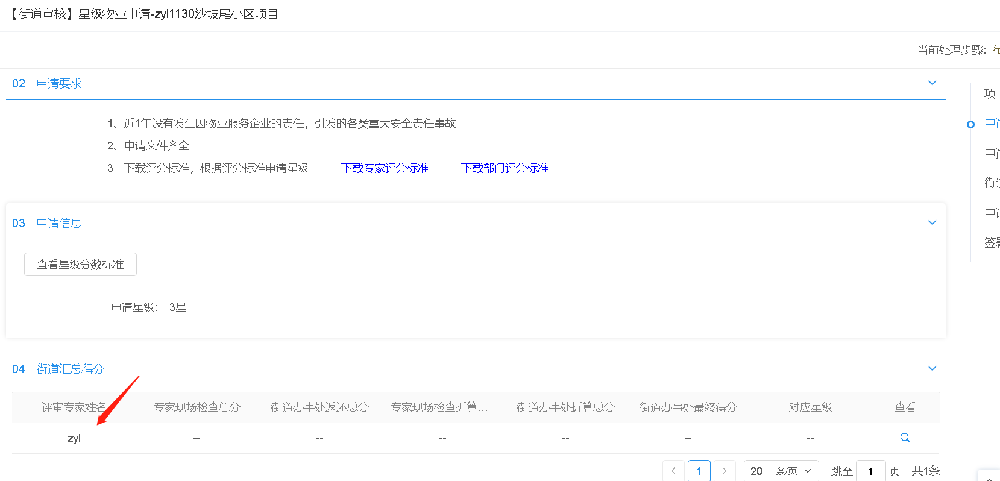 【街道审核】星级物业申请-zyl1130沙坡尾小区项目
当前处理步骤：街
02 申请要求
1、近1年没有发生因物业服务企业的责任，引发的各类重大安全责任事故
2、申请文件齐全
3、下载评分标准，根据评分标准申请星级 下载专家评分标准 下载部门评分标准
项目
申请
申请
街道
申请
签署
03 申请信息
查看星级分数标准
申请星级： 3星
04 街道汇总得分
评审专家姓名 专家现场检查总分 街道办事处返还总分 专家现场检查折算... 街道办事处折算总分 街道办事处最终得分 对应星级 查看
zyl -- -- -- -- -- --
1 20 条/页 跳至 1 页 共1条